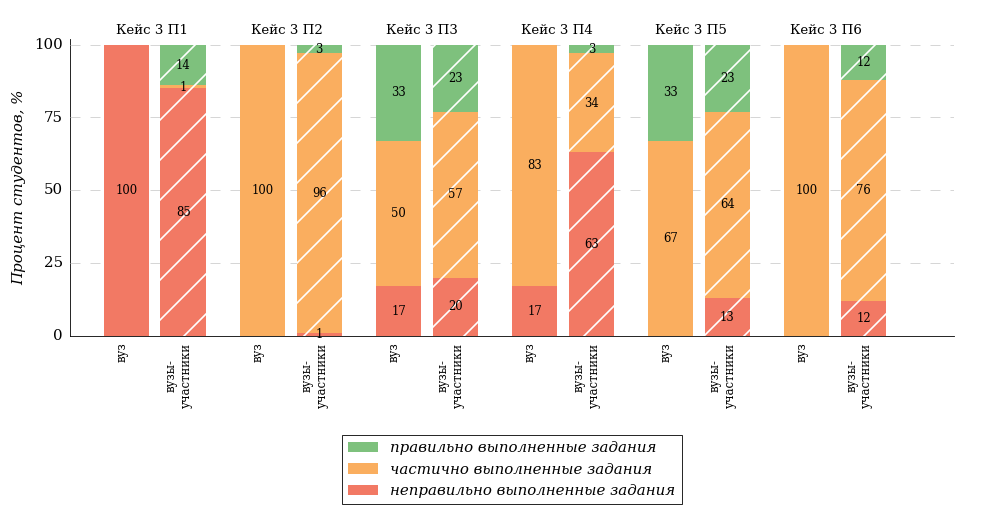 Кейс 3 П1 Кейс 3 П2 Кейс 3 П3 Кейс 3 П4 Кейс 3 П5 Кейс 3 П6
Процент студентов, %
100
75
50
25
0
100
14
1
85
100
3
96
1
33
50
17
23
57
20
83
17
3
34
63
33
67
23
64
13
100
12
76
12
вуз
вузы-
участники
вуз
вузы-
участники
вуз
вузы-
участники
вуз
вузы-
участники
вуз
вузы-
участники
вуз
вузы-
участники
правильно выполненные задания
частично выполненные задания
неправильно выполненные задания